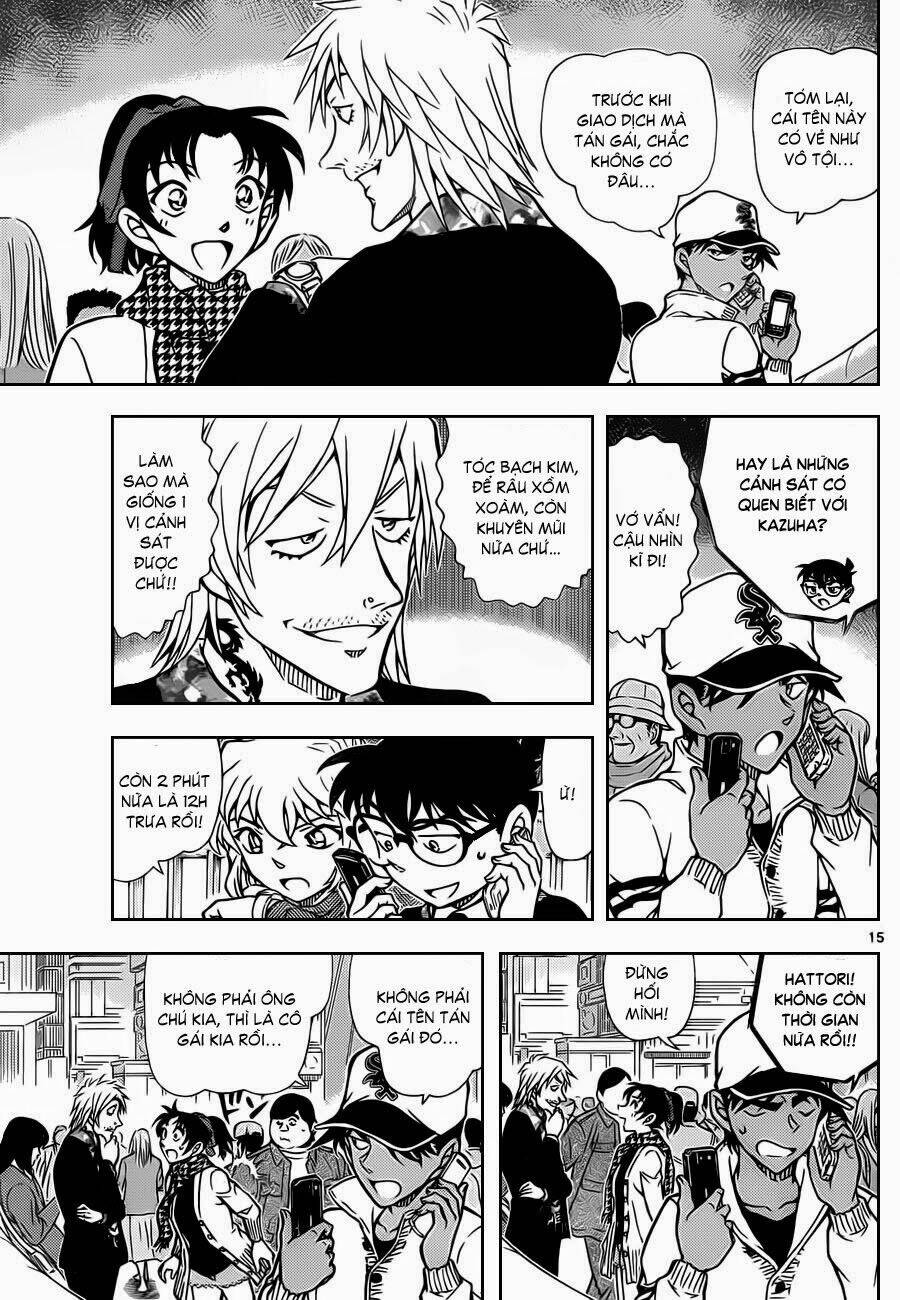 TÓM LẠI,
CÁI TÊN NÀY
CÓ VẺ NHƯ
VÔ TỘI...
TRƯỚC KHI
GIAO DỊCH MÀ
TÁN GÁI, CHẮC
KHÔNG CÓ
ĐÂU...
HAY LÀ NHỮNG
CẢNH SÁT CÓ
QUEN BIẾT VỚI
KAZUHA?
VỚ VẨN!
CẬU NHÌN
KĨ ĐI!
TÓC BẠCH KIM,
ĐỂ RÂU XỒM
XOÀM, CÒN
KHUYÊN MŨI
NỮA CHỨ...
LÀM
SAO MÀ
GIỐNG 1
VỊ CẢNH
SÁT
ĐƯỢC
CHỨ!!
Ừ!
CÒN 2 PHÚT
NỮA LÀ 12H
TRƯA RỒI!
15
HATTORI!
KHÔNG CÒN
THỜI GIAN
NỮA RỒI!!
ĐỪNG
HỐI
MÌNH!
KHÔNG PHẢI
CÁI TÊN TÁN
GÁI ĐÓ...
KHÔNG PHẢI ÔNG
CHÚ KIA, THÌ LÀ CÔ
GÁI KIA RỒI...